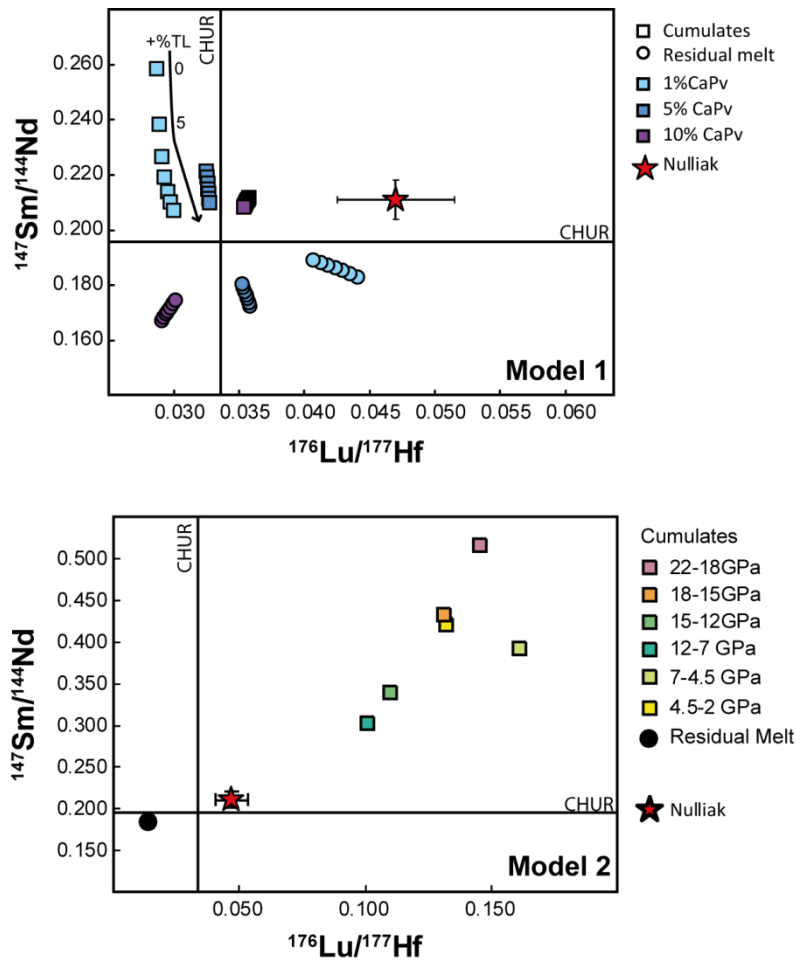 +%TL
CHUR
0
5
0.260
0.240
0.220
0.200
0.180
0.160
¹⁴⁷Sm/¹⁴⁴Nd
CHUR
Model 1
0.030 0.035 0.040 0.045 0.050 0.055 0.060
¹⁷⁶Lu/¹⁷⁷Hf
Cumulates
Residual melt
1%CaPv
5% CaPv
10% CaPv
Nulliak
CHUR
0.500
0.450
0.400
0.350
0.300
0.250
0.200
0.150
¹⁴⁷Sm/¹⁴⁴Nd
CHUR
Model 2
0.050 0.100 0.150
¹⁷⁶Lu/¹⁷⁷Hf
Cumulates
22-18GPa
18-15GPa
15-12GPa
12-7 GPa
7-4.5 GPa
4.5-2 GPa
Residual Melt
Nulliak